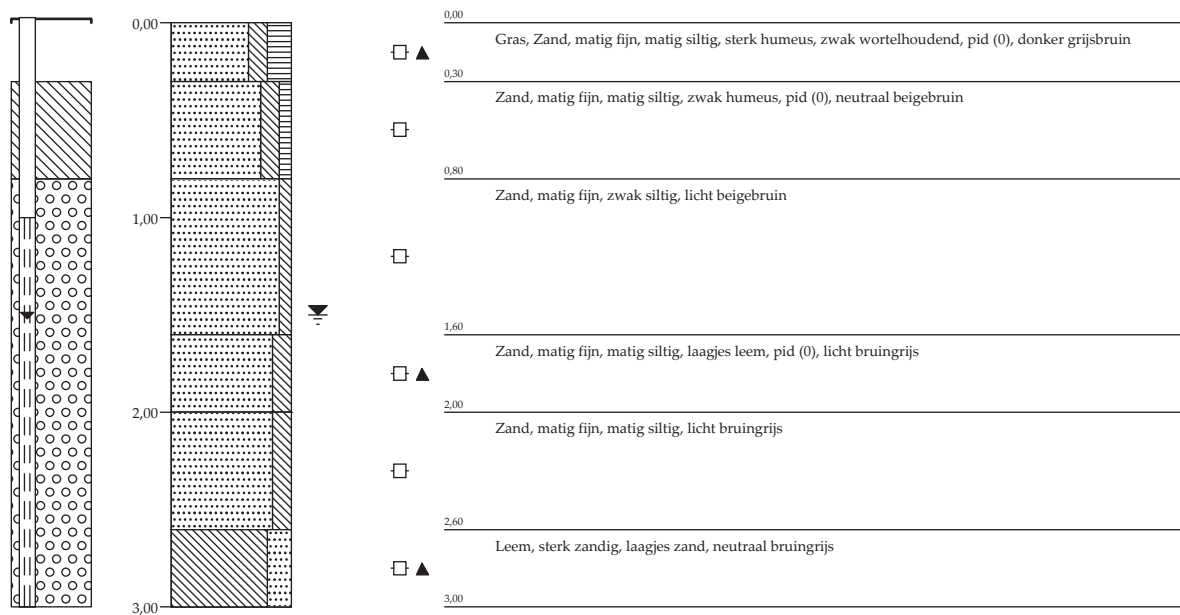 0,00
1,00
2,00
3,00
0,00
Gras, Zand, matig fijn, matig siltig, sterk humeus, zwak wortelhoudend, pid (0), donker grijsbruin
0,30
Zand, matig fijn, matig siltig, zwak humeus, pid (0), neutraal beigebruin
0,80
Zand, matig fijn, zwak siltig, licht beigebruin
1,60
Zand, matig fijn, matig siltig, laagjes leem, pid (0), licht bruingrijs
2,00
Zand, matig fijn, matig siltig, licht bruingrijs
2,60
Leem, sterk zandig, laagjes zand, neutraal bruingrijs
3,00